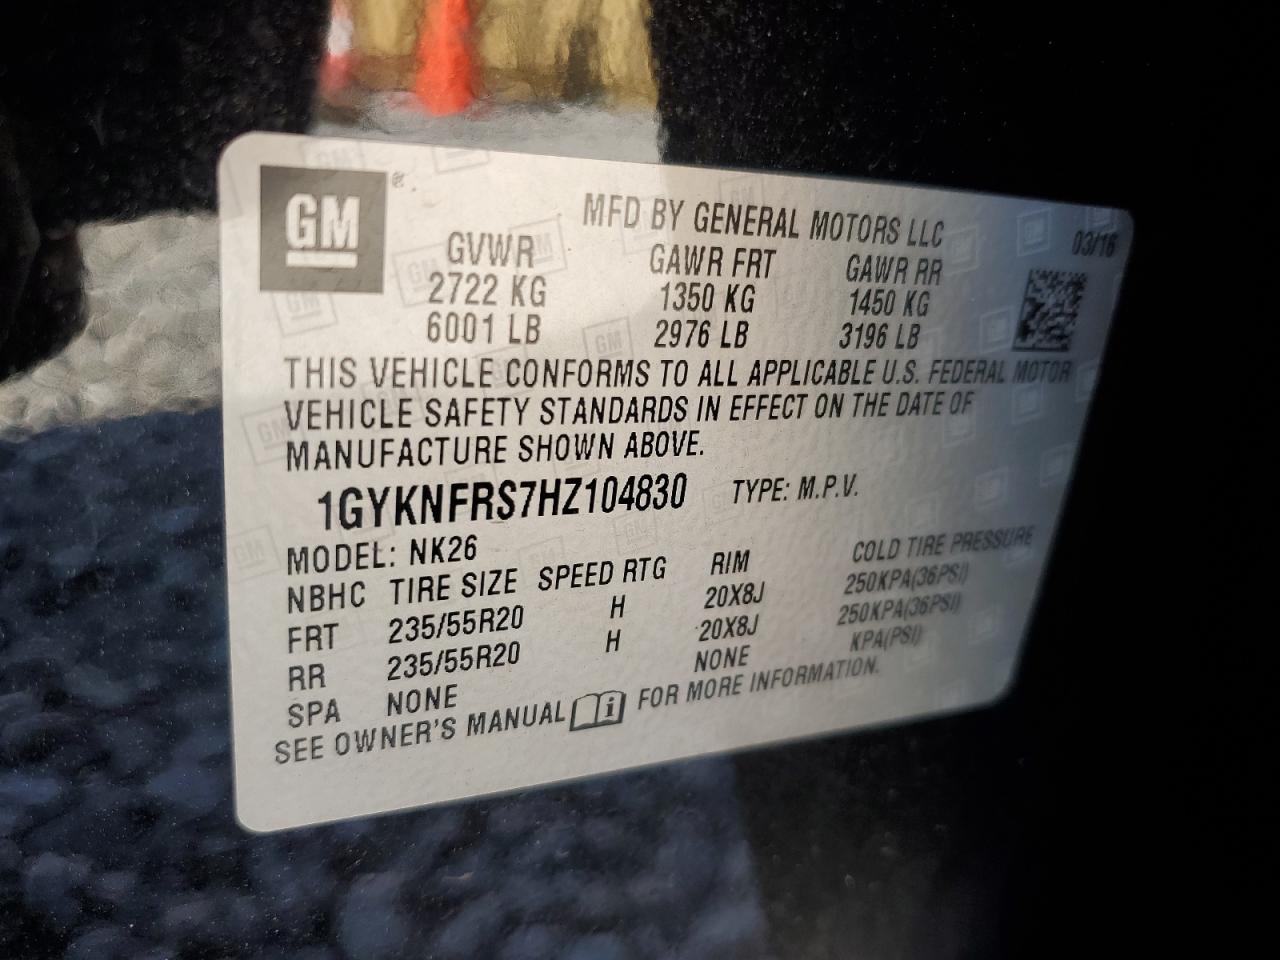 GM
MFD BY GENERAL MOTORS LLC
03/16
GVWR GAWR FRT GAWR RR
2722 KG 1350 KG 1450 KG
6001 LB 2976 LB 3196 LB
THIS VEHICLE CONFORMS TO ALL APPLICABLE U.S. FEDERAL MOTOR
VEHICLE SAFETY STANDARDS IN EFFECT ON THE DATE OF
MANUFACTURE SHOWN ABOVE.
1GYKNFRS7HZ104830 TYPE: M.P.V.
MODEL: NK26
NBHC TIRE SIZE SPEED RTG RIM COLD TIRE PRESSURE
FRT 235/55R20 H 20X8J 250KPA(36PSI)
RR 235/55R20 H 20X8J 250KPA(36PSI)
SPA NONE NONE KPA(PSI)
SEE OWNER'S MANUAL i FOR MORE INFORMATION.